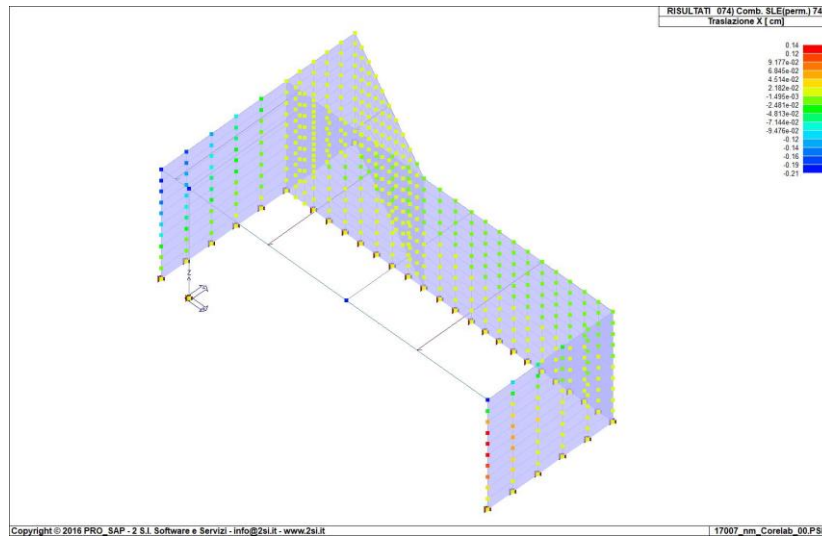 RISULTATI 074) Comb. SLE(perm.) 74
Traslazione X [ cm]
0.14
0.12
9.177e-02
6.845e-02
4.514e-02
2.182e-02
-1.495e-03
-2.481e-02
-4.813e-02
-7.144e-02
-9.476e-02
-0.12
-0.14
-0.16
-0.19
-0.21
Z
Copyright © 2016 PRO_SAP - 2 S.I. Software e Servizi - info@2si.it - www.2si.it
17007_nm_Corelab_00.PS